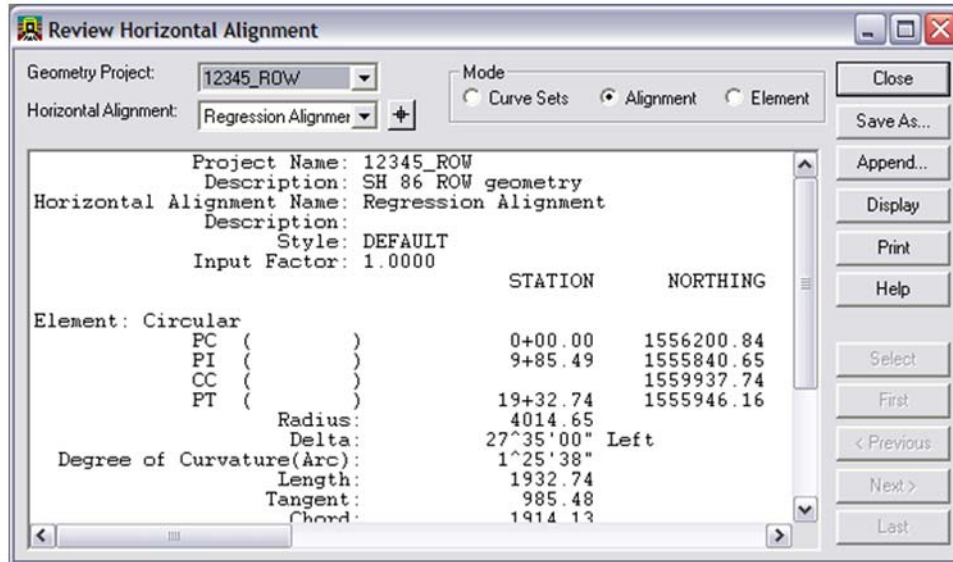 Review Horizontal Alignment
Geometry Project: 12345_ROW
Horizontal Alignment: Regression Alignmer
Mode
Curve Sets Alignment Element
Close
Save As...
Append...
Display
Print
Help
Select
First
< Previous
Next >
Last
Project Name: 12345_ROW
Description: SH 86 ROW geometry
Horizontal Alignment Name: Regression Alignment
Description:
Style: DEFAULT
Input Factor: 1.0000
STATION NORTHING
Element: Circular
PC ( ) 0+00.00 1556200.84
PI ( ) 9+85.49 1555840.65
CC ( ) 1559937.74
PT ( ) 19+32.74 1555946.16
Radius: 4014.65
Delta: 27^35'00" Left
Degree of Curvature(Arc): 1^25'38"
Length: 1932.74
Tangent: 985.48
Chord: 1914.13